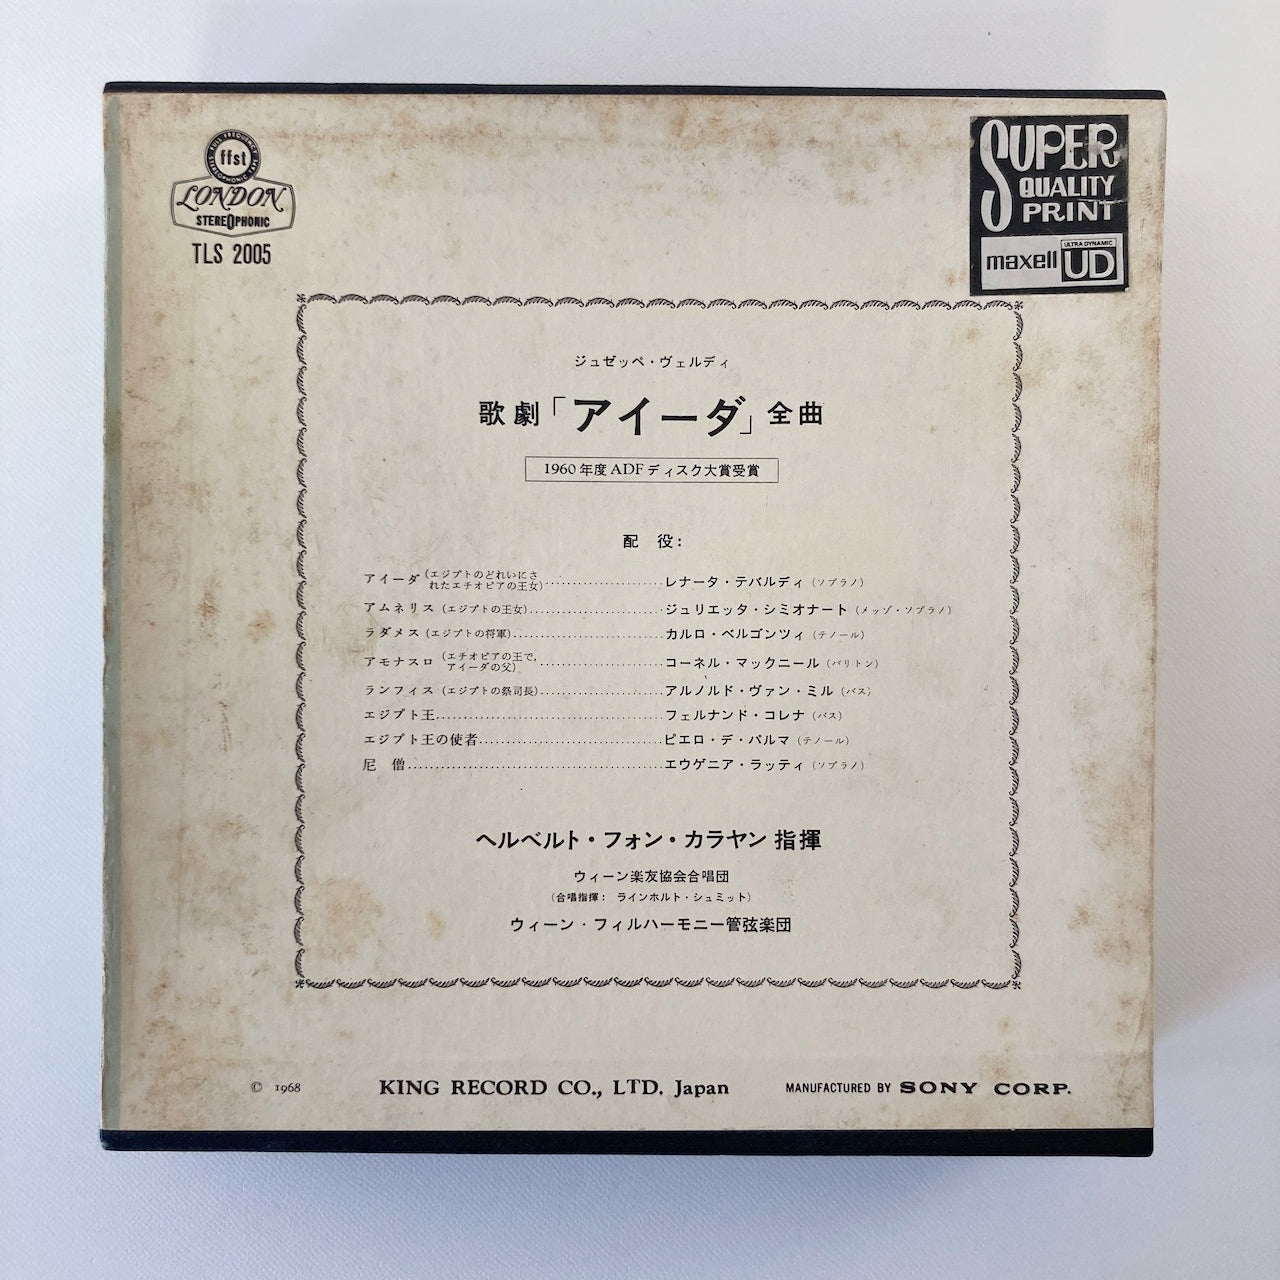 FULL FREQUENCY STEREOPHONIC TAPE
ffst
LONDON
STEREOPHONIC
TLS 2005
SUPER
QUALITY
PRINT
maxell
ULTRA DYNAMIC
UD
ジュゼッペ・ヴェルディ
歌劇「アイーダ」全曲
1960年度ADFディスク大賞受賞
配 役:
アイーダ(エジプトのどれいにされたエチオピアの王女)......................レナータ・テバルディ(ソプラノ)
アムネリス(エジプトの王女).........................ジュリエッタ・シミオナート(メッゾ・ソプラノ)
ラダメス(エジプトの将軍)............................カルロ・ベルゴンツィ(テノール)
アモナスロ(エチオピアの王で,アイーダの父).......................コーネル・マックニール(バリトン)
ランフィス(エジプトの祭司長).......................アルノルド・ヴァン・ミル(バス)
エジプト王..........................................フェルナンド・コレナ(バス)
エジプト王の使者..................................ピエロ・デ・パルマ(テノール)
尼 僧...............................................エウゲニア・ラッティ(ソプラノ)
ヘルベルト・フォン・カラヤン 指揮
ウィーン楽友協会合唱団
(合唱指揮: ラインホルト・シュミット)
ウィーン・フィルハーモニー管弦楽団
© 1968 KING RECORD CO., LTD. Japan MANUFACTURED BY SONY CORP.